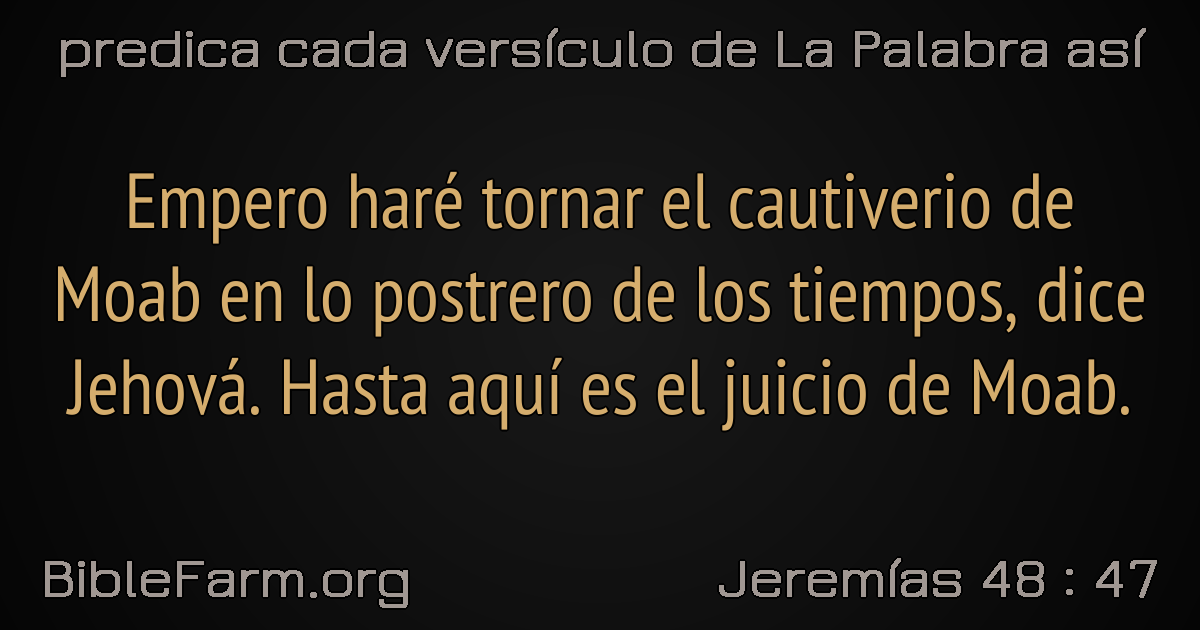 predica cada versículo de La Palabra así
Empero haré tornar el cautiverio de
Moab en lo postrero de los tiempos, dice
Jehová. Hasta aquí es el juicio de Moab.
BibleFarm.org
Jeremías 48 : 47